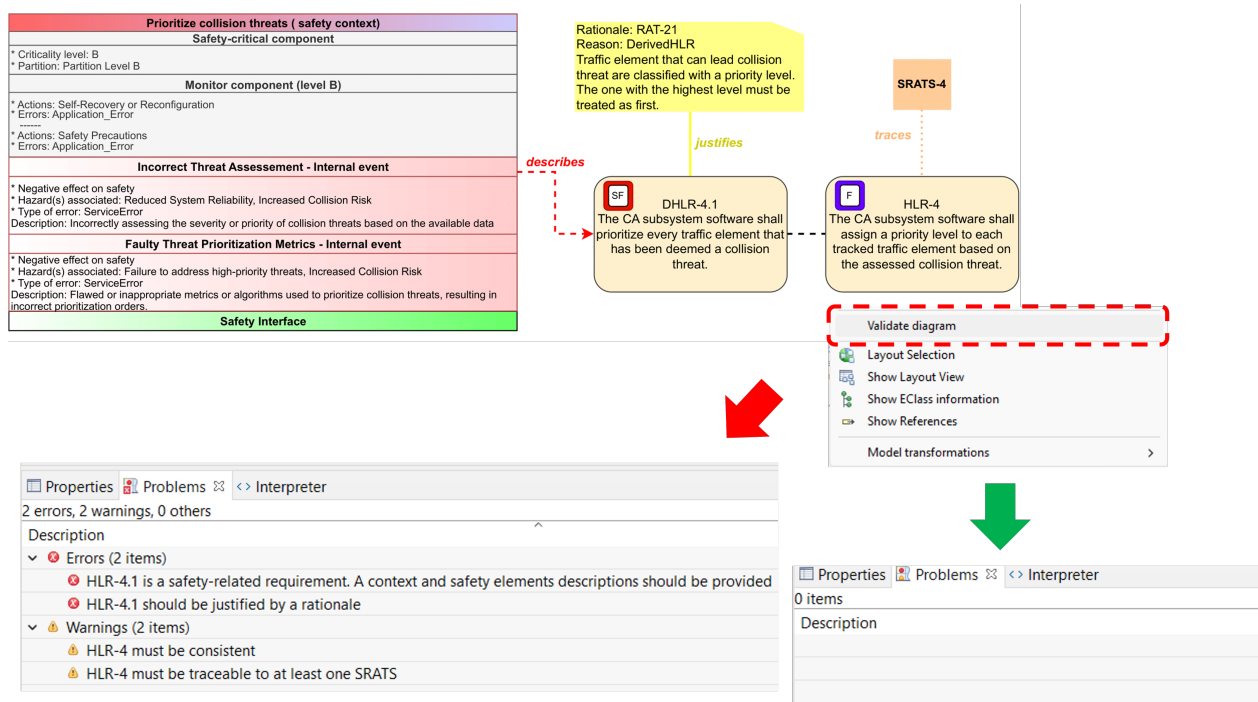 Prioritize collision threats ( safety context)
Safety-critical component
* Criticality level: B
* Partition: Partition Level B
Monitor component (level B)
* Actions: Self-Recovery or Reconfiguration
* Errors: Application_Error
------
* Actions: Safety Precautions
* Errors: Application_Error
Incorrect Threat Assessement - Internal event
* Negative effect on safety
* Hazard(s) associated: Reduced System Reliability, Increased Collision Risk
* Type of error: ServiceError
Description: Incorrectly assessing the severity or priority of collision threats based on the available data
Faulty Threat Prioritization Metrics - Internal event
* Negative effect on safety
* Hazard(s) associated: Failure to address high-priority threats, Increased Collision Risk
* Type of error: ServiceError
Description: Flawed or inappropriate metrics or algorithms used to prioritize collision threats, resulting in
incorrect prioritization orders.
Safety Interface
describes
Rationale: RAT-21
Reason: DerivedHLR
Traffic element that can lead collision
threat are classified with a priority level.
The one with the highest level must be
treated as first.
justifies
SRATS-4
traces
SF
DHLR-4.1
The CA subsystem software shall
prioritize every traffic element that
has been deemed a collision
threat.
F
HLR-4
The CA subsystem software shall
assign a priority level to each
tracked traffic element based on
the assessed collision threat.
Validate diagram
Layout Selection
Show Layout View
Show EClass information
Show References
Model transformations
Properties Problems Interpreter
2 errors, 2 warnings, 0 others
Description
Errors (2 items)
HLR-4.1 is a safety-related requirement. A context and safety elements descriptions should be provided
HLR-4.1 should be justified by a rationale
Warnings (2 items)
HLR-4 must be consistent
HLR-4 must be traceable to at least one SRATS
Properties Problems Interpreter
0 items
Description